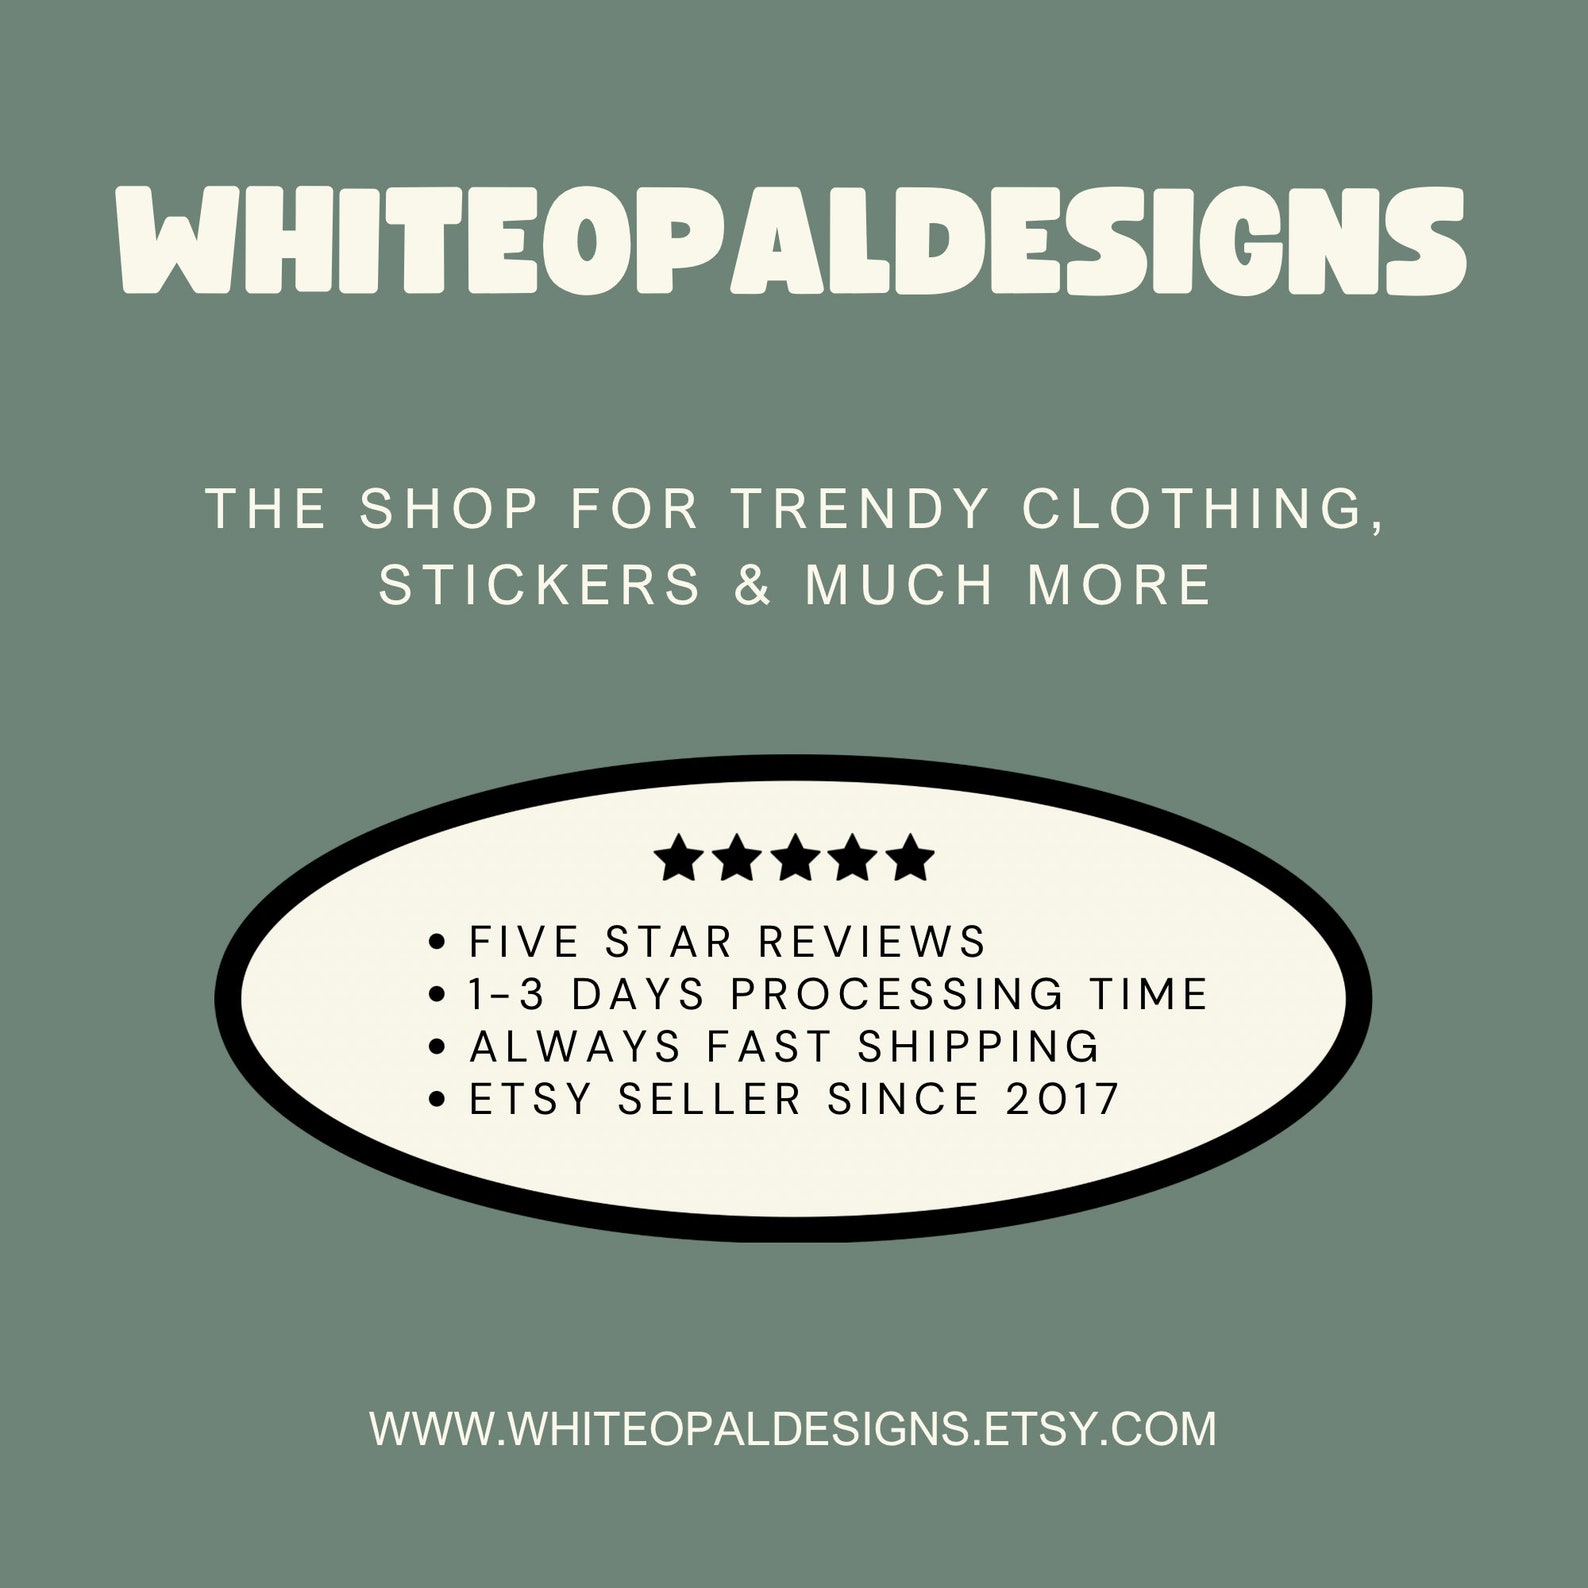 WHITEOPALDESIGNS
THE SHOP FOR TRENDY CLOTHING,
STICKERS & MUCH MORE
★★★★★
• FIVE STAR REVIEWS
• 1-3 DAYS PROCESSING TIME
• ALWAYS FAST SHIPPING
• ETSY SELLER SINCE 2017
WWW.WHITEOPALDESIGNS.ETSY.COM